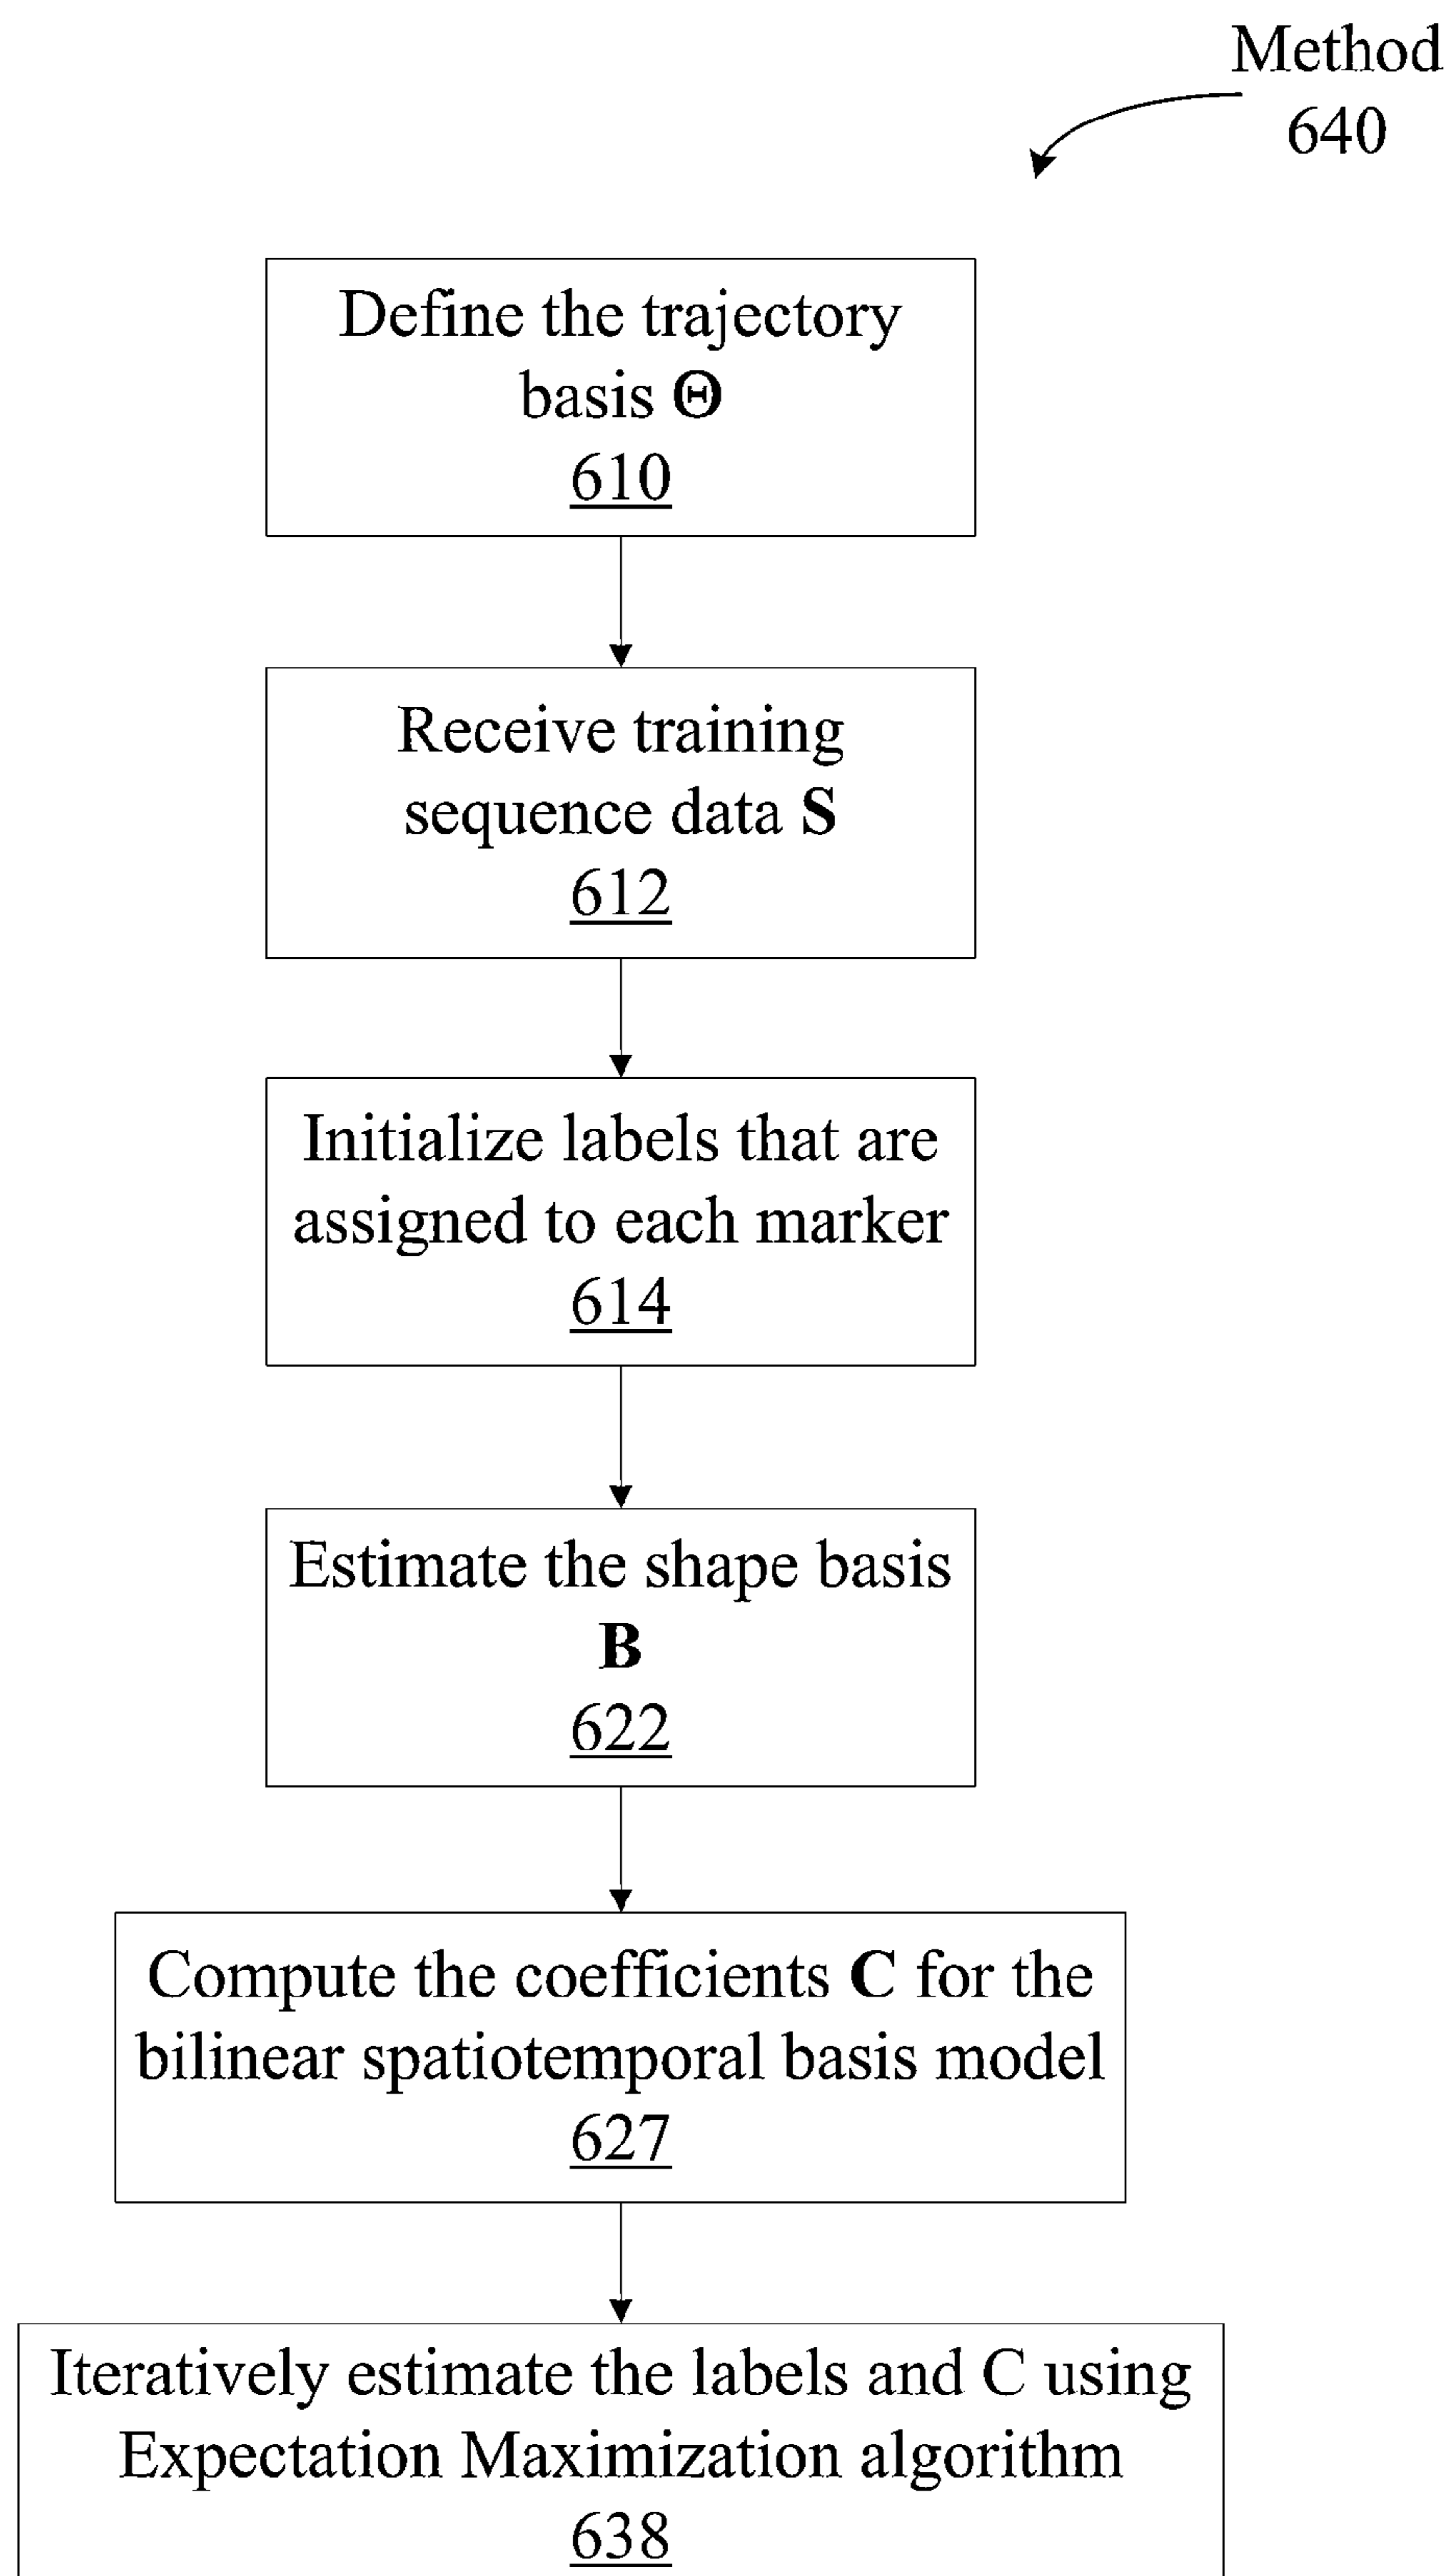 Method
640
Define the trajectory
basis Θ
610
Receive training
sequence data S
612
Initialize labels that are
assigned to each marker
614
Estimate the shape basis
B
622
Compute the coefficients C for the
bilinear spatiotemporal basis model
627
Iteratively estimate the labels and C using
Expectation Maximization algorithm
638